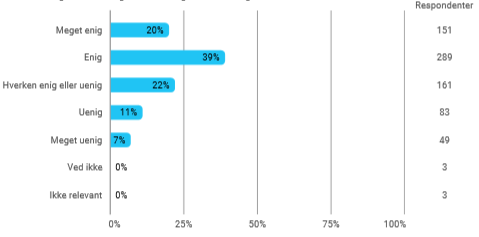 Respondenter
Meget enig 20% 151
Enig 39% 289
Hverken enig eller uenig 22% 161
Uenig 11% 83
Meget uenig 7% 49
Ved ikke 0% 3
Ikke relevant 0% 3
0% 25% 50% 75% 100%